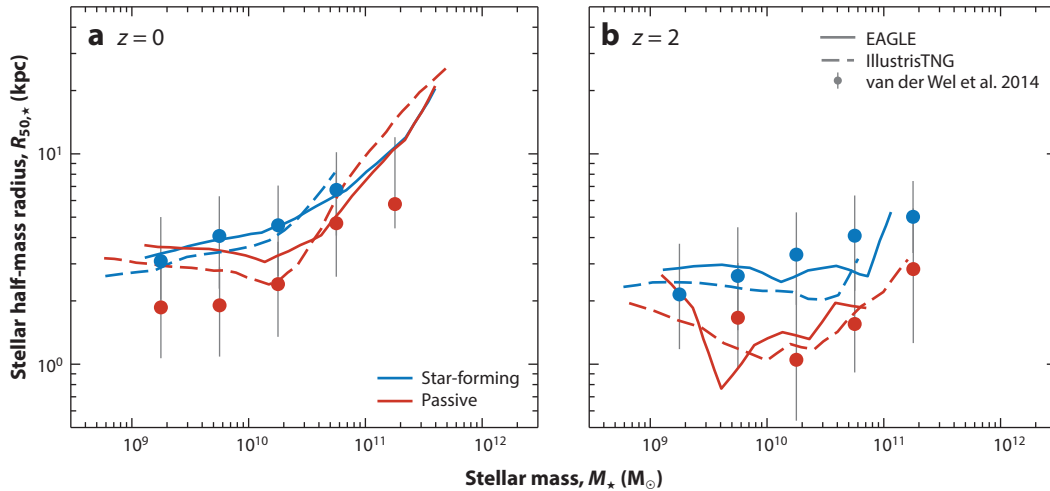 a z = 0
b z = 2
EAGLE
IllustrisTNG
van der Wel et al. 2014
Stellar half-mass radius, R50,⋆ (kpc)
10¹
10⁰
Star-forming
Passive
10⁹ 10¹⁰ 10¹¹ 10¹² 10⁹ 10¹⁰ 10¹¹ 10¹²
Stellar mass, M⋆ (M⊙)